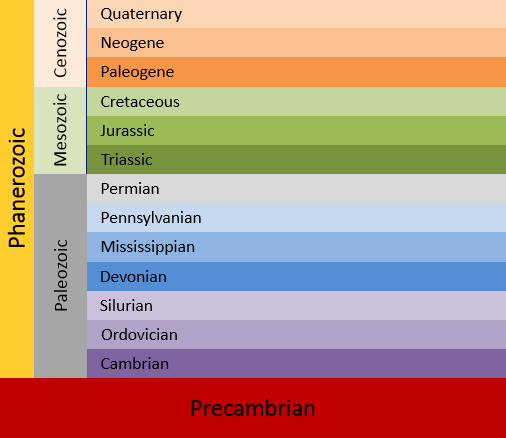 Phanerozoic
Cenozoic
Quaternary
Neogene
Paleogene
Mesozoic
Cretaceous
Jurassic
Triassic
Paleozoic
Permian
Pennsylvanian
Mississippian
Devonian
Silurian
Ordovician
Cambrian
Precambrian